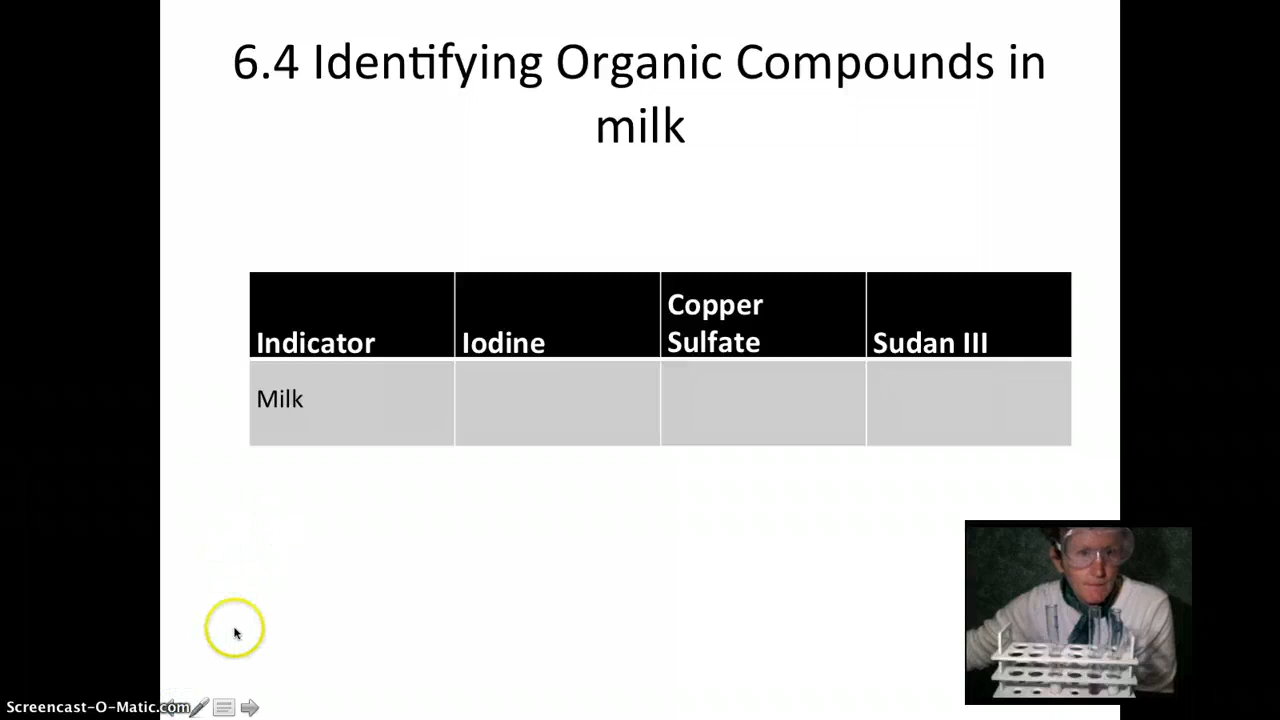 6.4 Identifying Organic Compounds in
milk
Indicator
Iodine
Copper
Sulfate
Sudan III
Milk
Screencast-O-Matic.com